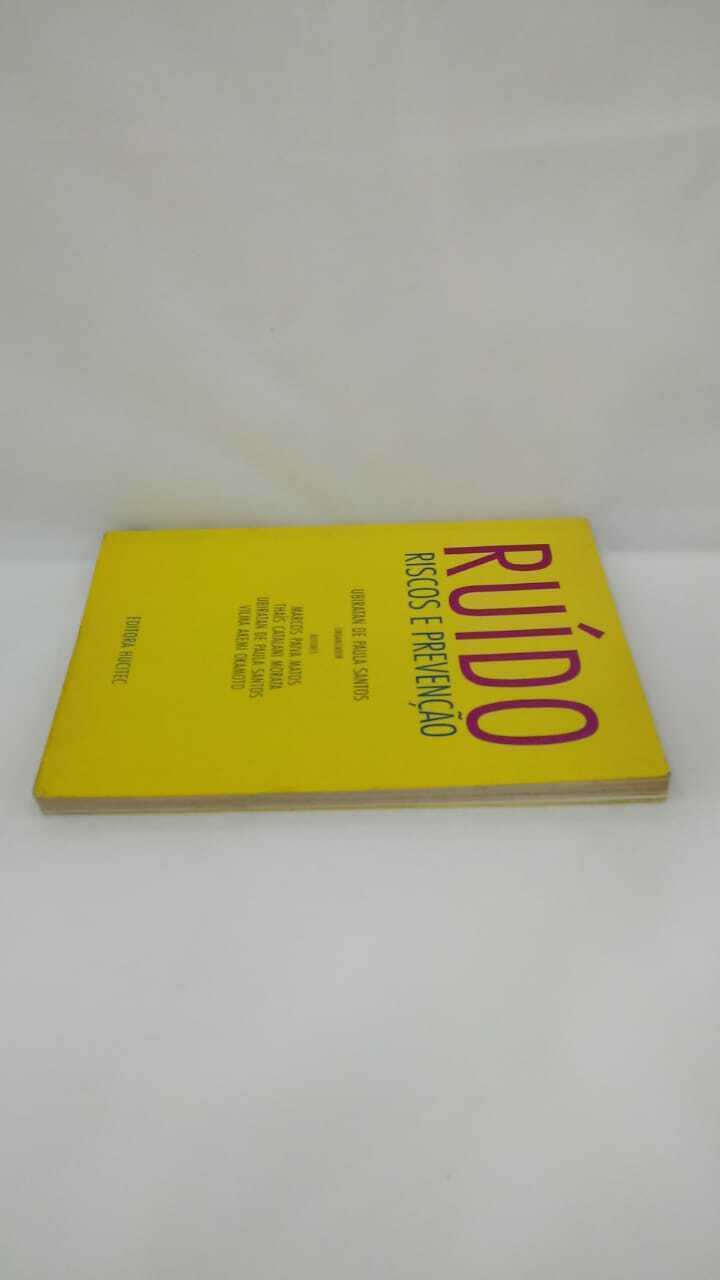 RUÍDO
RISCOS E PREVENÇÃO
UBIRATAN DE PAULA SANTOS
ORGANIZADOR
AUTORES
MARCOS PAIVA MATOS
THAÍS CATALANI MORATA
UBIRATAN DE PAULA SANTOS
VILMA AKEMI OKAMOTO
EDITORA HUCITEC